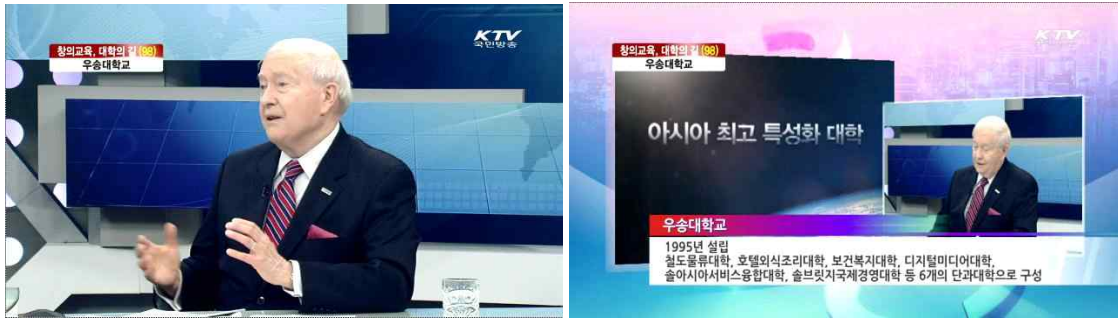 창의교육, 대학의 길 (98)
우송대학교
KTV
국민방송
창의교육, 대학의 길 (98)
우송대학교
KTV
국민방송
아시아 최고 특성화 대학
우송대학교
1995년 설립
철도물류대학, 호텔외식조리대학, 보건복지대학, 디지털미디어대학,
솔아시아서비스융합대학, 솔브릿지국제경영대학 등 6개의 단과대학으로 구성